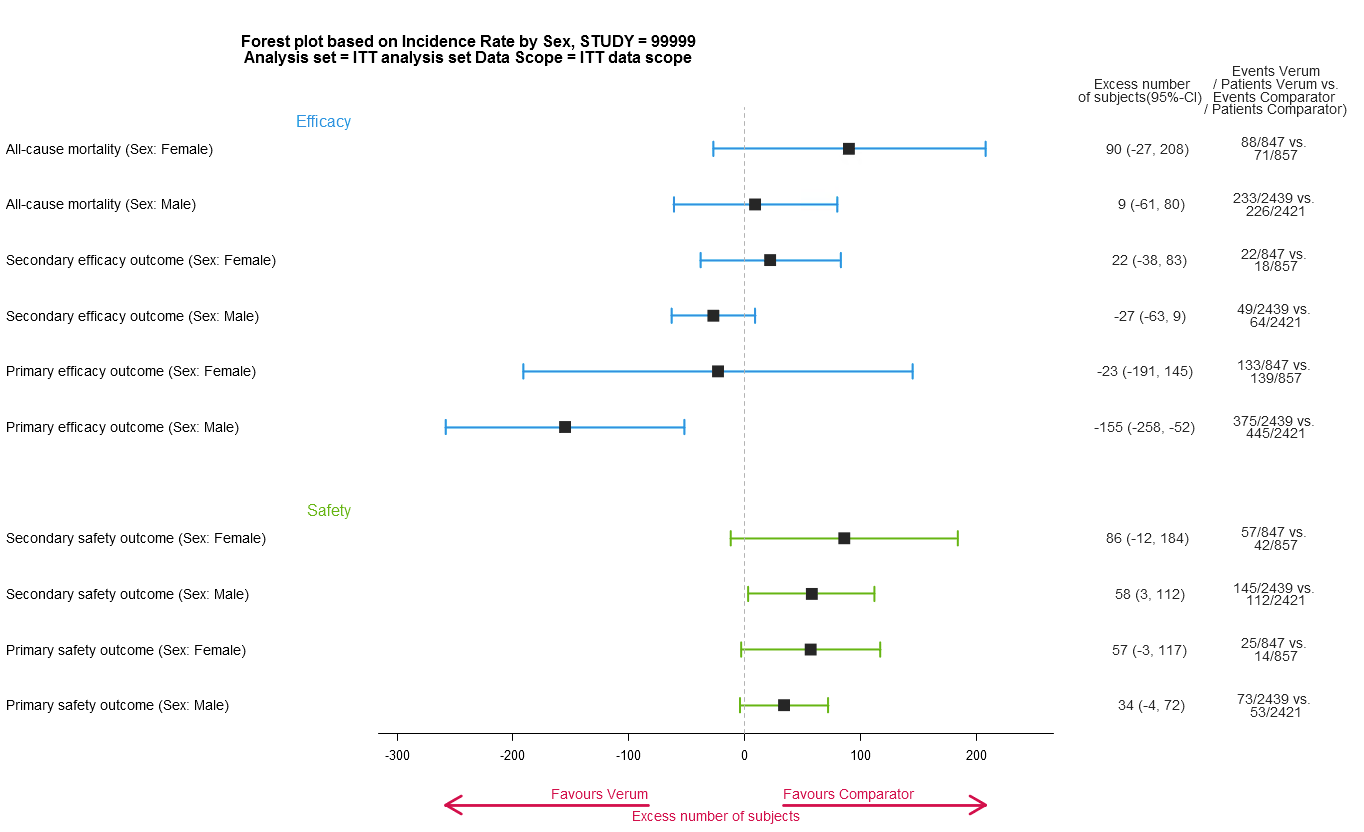 Forest plot based on Incidence Rate by Sex, STUDY = 99999
Analysis set = ITT analysis set Data Scope = ITT data scope
Excess number
of subjects(95%-CI)
Events Verum
/ Patients Verum vs.
Events Comparator
/ Patients Comparator)
Efficacy
All-cause mortality (Sex: Female)
90 (-27, 208)
88/847 vs.
71/857
All-cause mortality (Sex: Male)
9 (-61, 80)
233/2439 vs.
226/2421
Secondary efficacy outcome (Sex: Female)
22 (-38, 83)
22/847 vs.
18/857
Secondary efficacy outcome (Sex: Male)
-27 (-63, 9)
49/2439 vs.
64/2421
Primary efficacy outcome (Sex: Female)
-23 (-191, 145)
133/847 vs.
139/857
Primary efficacy outcome (Sex: Male)
-155 (-258, -52)
375/2439 vs.
445/2421
Safety
Secondary safety outcome (Sex: Female)
86 (-12, 184)
57/847 vs.
42/857
Secondary safety outcome (Sex: Male)
58 (3, 112)
145/2439 vs.
112/2421
Primary safety outcome (Sex: Female)
57 (-3, 117)
25/847 vs.
14/857
Primary safety outcome (Sex: Male)
34 (-4, 72)
73/2439 vs.
53/2421
-300 -200 -100 0 100 200
Favours Verum
Favours Comparator
Excess number of subjects